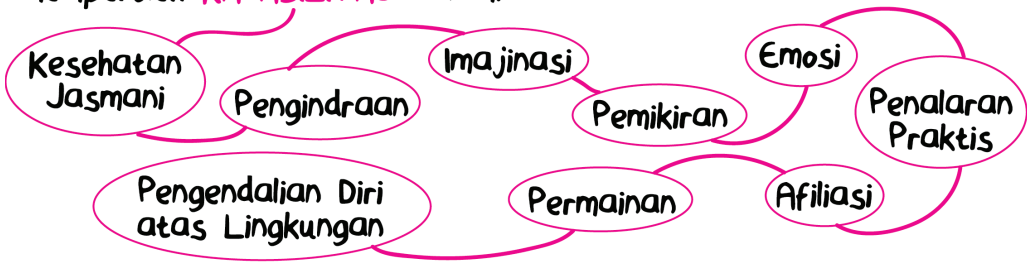 Kesehatan
Jasmani
Pengindraan
Imajinasi
Pemikiran
Emosi
Penalaran
Praktis
Afiliasi
Permainan
Pengendalian Diri
atas Lingkungan